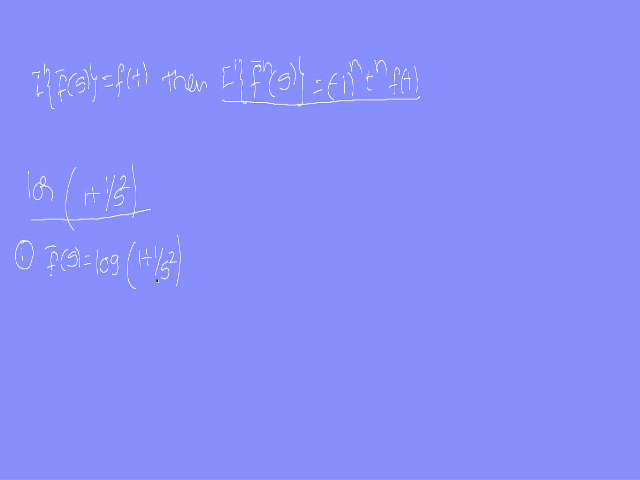 L⁻¹{f̄(s)} = f(t) then L⁻¹{f̄ⁿ(s)} = (-1)ⁿ tⁿ f(t)
log (1+1/s²)
① f̄(s) = log (1+1/s²)